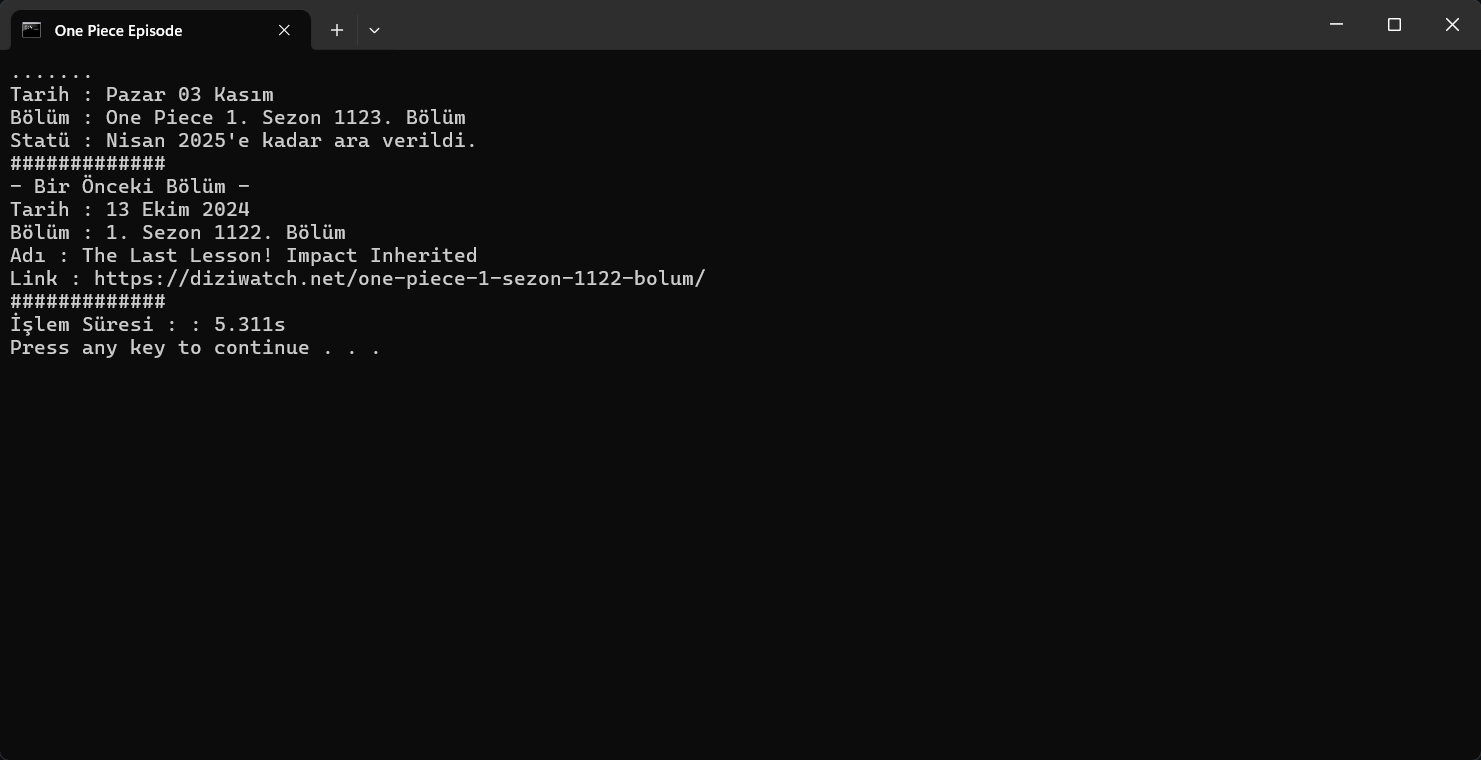 One Piece Episode
.......
Tarih : Pazar 03 Kasım
Bölüm : One Piece 1. Sezon 1123. Bölüm
Statü : Nisan 2025'e kadar ara verildi.
#############
- Bir Önceki Bölüm -
Tarih : 13 Ekim 2024
Bölüm : 1. Sezon 1122. Bölüm
Adı : The Last Lesson! Impact Inherited
Link : https://diziwatch.net/one-piece-1-sezon-1122-bolum/
#############
İşlem Süresi : : 5.311s
Press any key to continue . . .